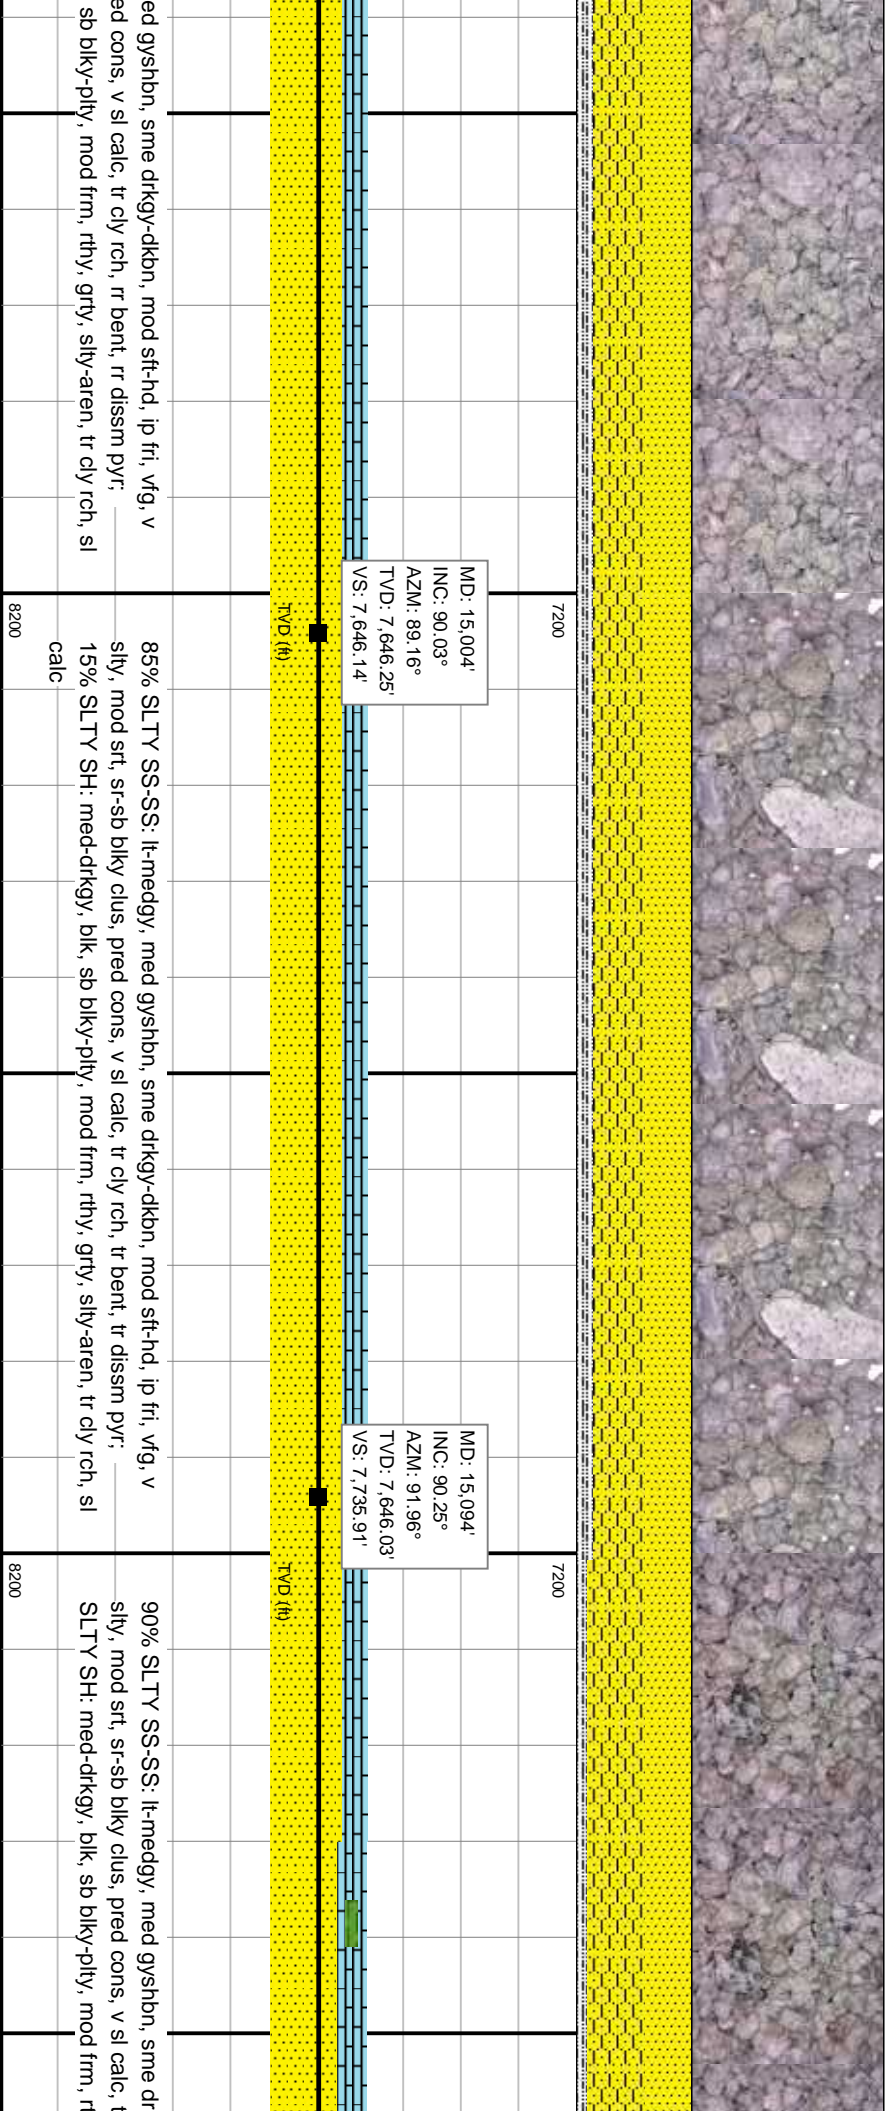 ed gyshbn, sme drkgy-dkbn, mod sft-hd, ip fri, vfg, v
ed cons, v sl calc, tr cly rch, rr bent, rr dissm pyr;
sb blky-plty, mod frm, rthy, grty, slty-aren, tr cly rch, sl
7200
MD: 15,004'
INC: 90.03°
AZM: 89.16°
TVD: 7,646.25'
VS: 7,646.14'
TVD (ft)
85% SLTY SS-SS: lt-medgy, med gyshbn, sme drkgy-dkbn, mod sft-hd, ip fri, vfg, v
slty, mod srt, sr-sb blky clus, pred cons, v sl calc, tr cly rch, tr bent, tr dissm pyr;
15% SLTY SH: med-drkgy, blk, sb blky-plty, mod frm, rthy, grty, slty-aren, tr cly rch, sl
calc
8200
7200
MD: 15,094'
INC: 90.25°
AZM: 91.96°
TVD: 7,646.03'
VS: 7,735.91'
TVD (ft)
90% SLTY SS-SS: lt-medgy, med gyshbn, sme dr
slty, mod srt, sr-sb blky clus, pred cons, v sl calc, t
SLTY SH: med-drkgy, blk, sb blky-plty, mod frm, rt
8200